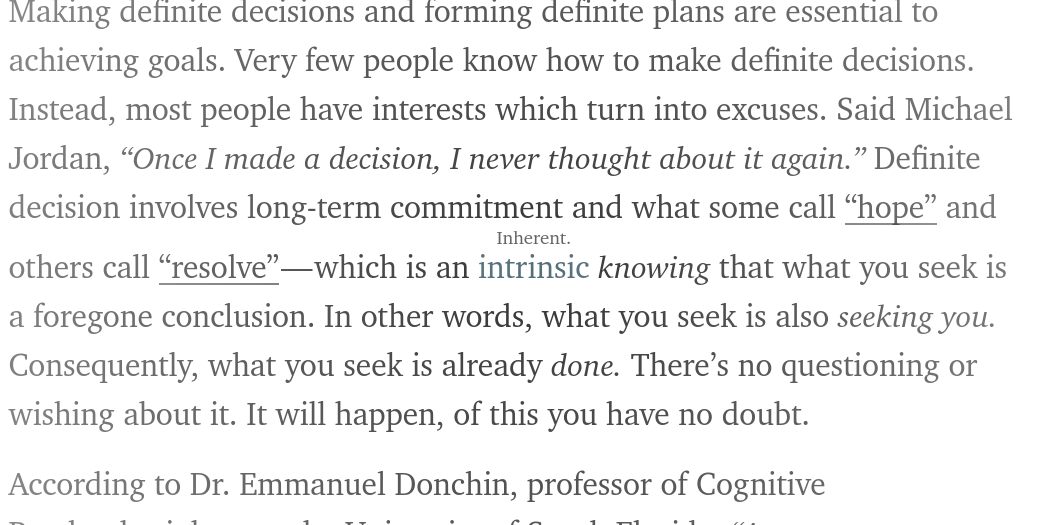 Making definite decisions and forming definite plans are essential to
achieving goals. Very few people know how to make definite decisions.
Instead, most people have interests which turn into excuses. Said Michael
Jordan, “Once I made a decision, I never thought about it again.” Definite
decision involves long-term commitment and what some call “hope” and
Inherent.
others call “resolve”—which is an intrinsic knowing that what you seek is
a foregone conclusion. In other words, what you seek is also seeking you.
Consequently, what you seek is already done. There’s no questioning or
wishing about it. It will happen, of this you have no doubt.
According to Dr. Emmanuel Donchin, professor of Cognitive